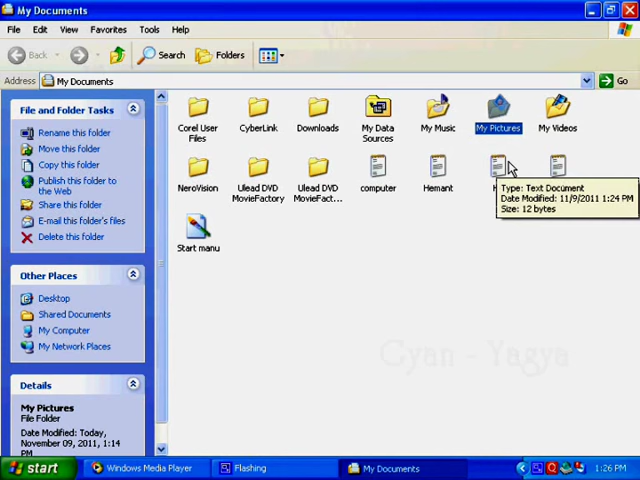 My Documents
File Edit View Favorites Tools Help
Back Search Folders
Address My Documents Go
File and Folder Tasks
Rename this folder
Move this folder
Copy this folder
Publish this folder to
the Web
Share this folder
E-mail this folder's files
Delete this folder
Other Places
Desktop
Shared Documents
My Computer
My Network Places
Details
My Pictures
File Folder
Date Modified: Today,
November 09, 2011, 1:14
PM
Corel User
Files
CyberLink
Downloads
My Data
Sources
My Music
My Pictures
My Videos
NeroVision
Ulead DVD
MovieFactory
Ulead DVD
MovieFact...
computer
Hemant
Type: Text Document
Date Modified: 11/9/2011 1:24 PM
Size: 12 bytes
Start manu
Gyan - Yagya
start Windows Media Player Flashing My Documents 1:26 PM